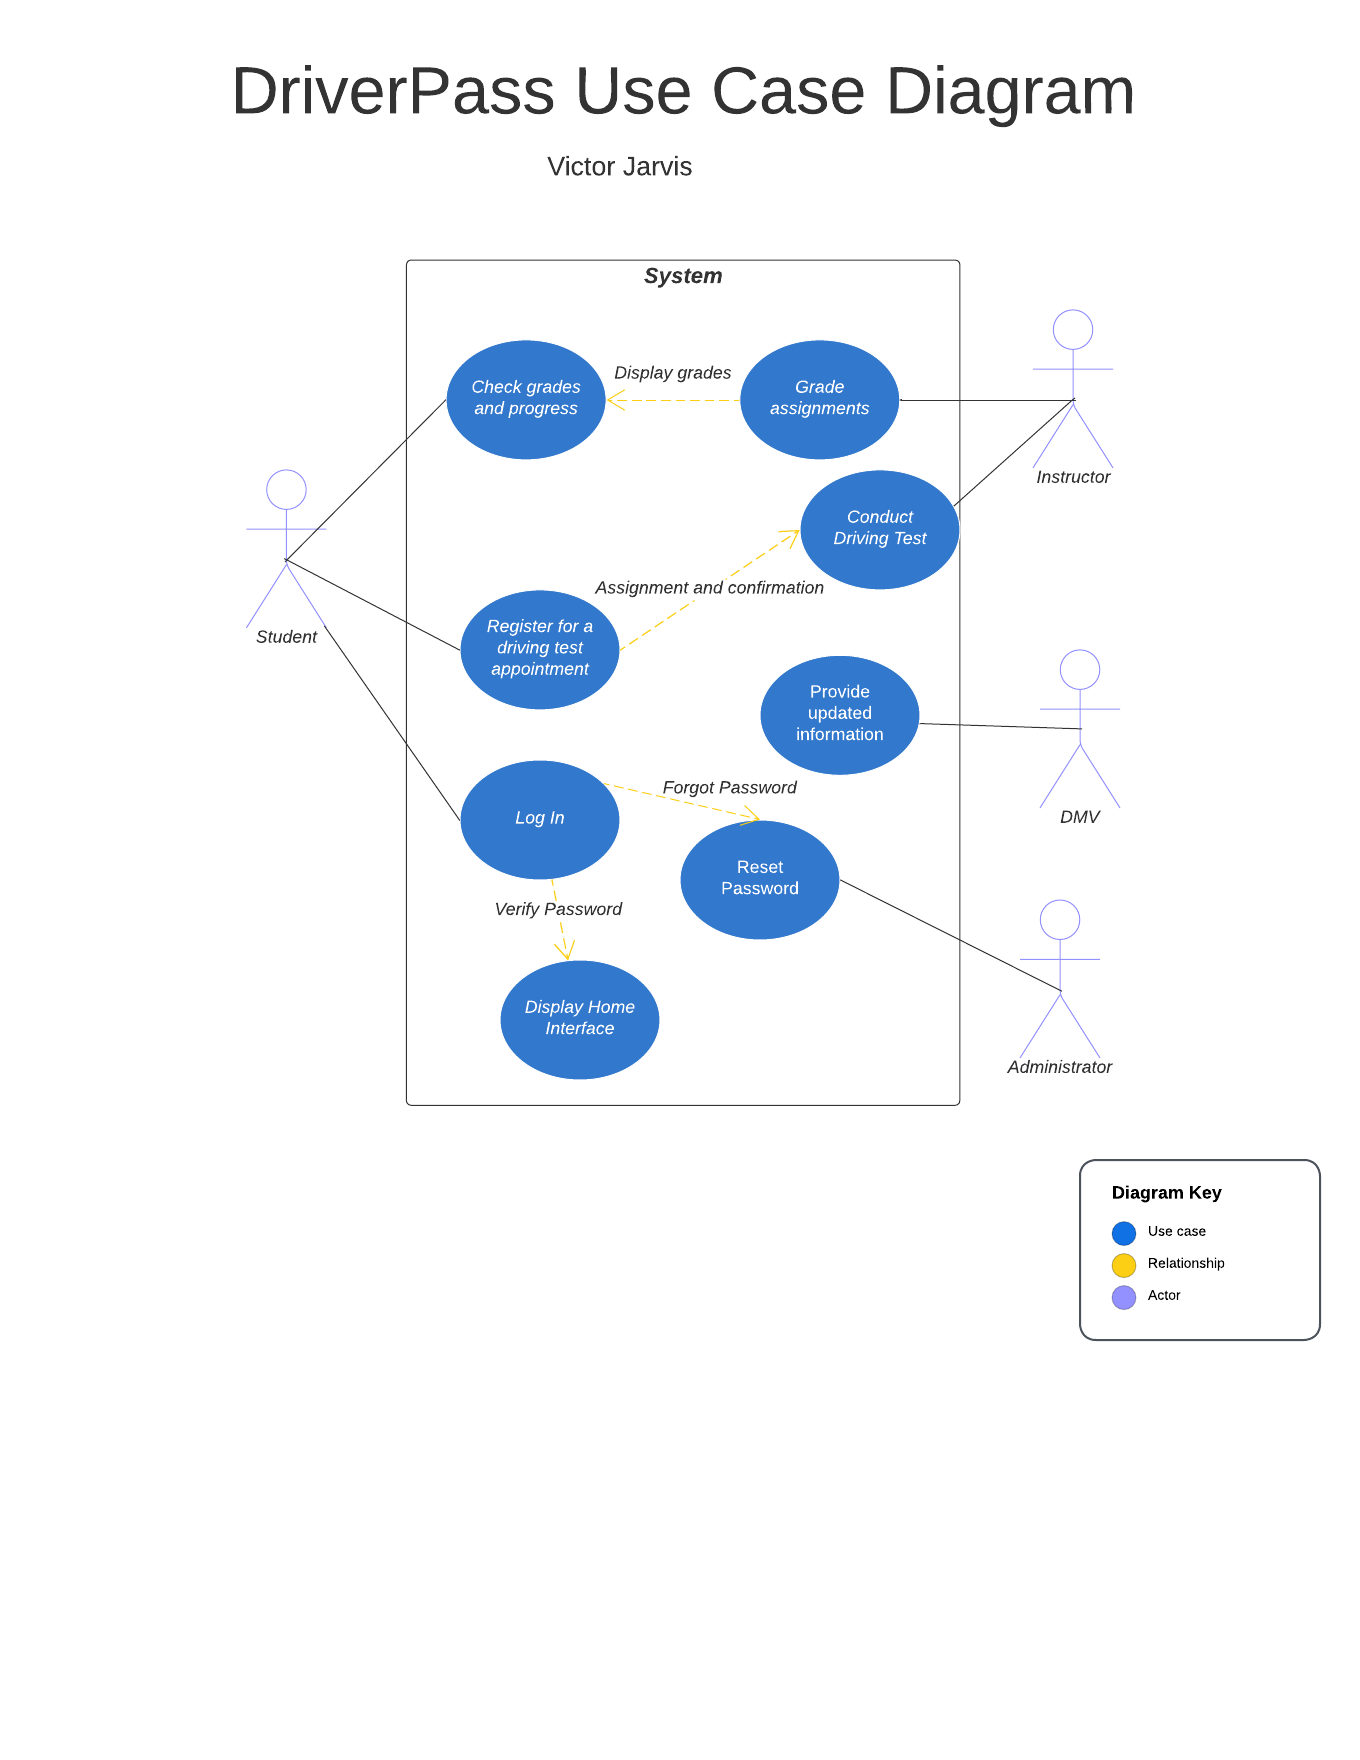 DriverPass Use Case Diagram
Victor Jarvis
System
Check grades
and progress
Display grades
Grade
assignments
Instructor
Conduct
Driving Test
Assignment and confirmation
Student
Register for a
driving test
appointment
Provide
updated
information
DMV
Log In
Forgot Password
Reset
Password
Verify Password
Display Home
Interface
Administrator
Diagram Key
Use case
Relationship
Actor